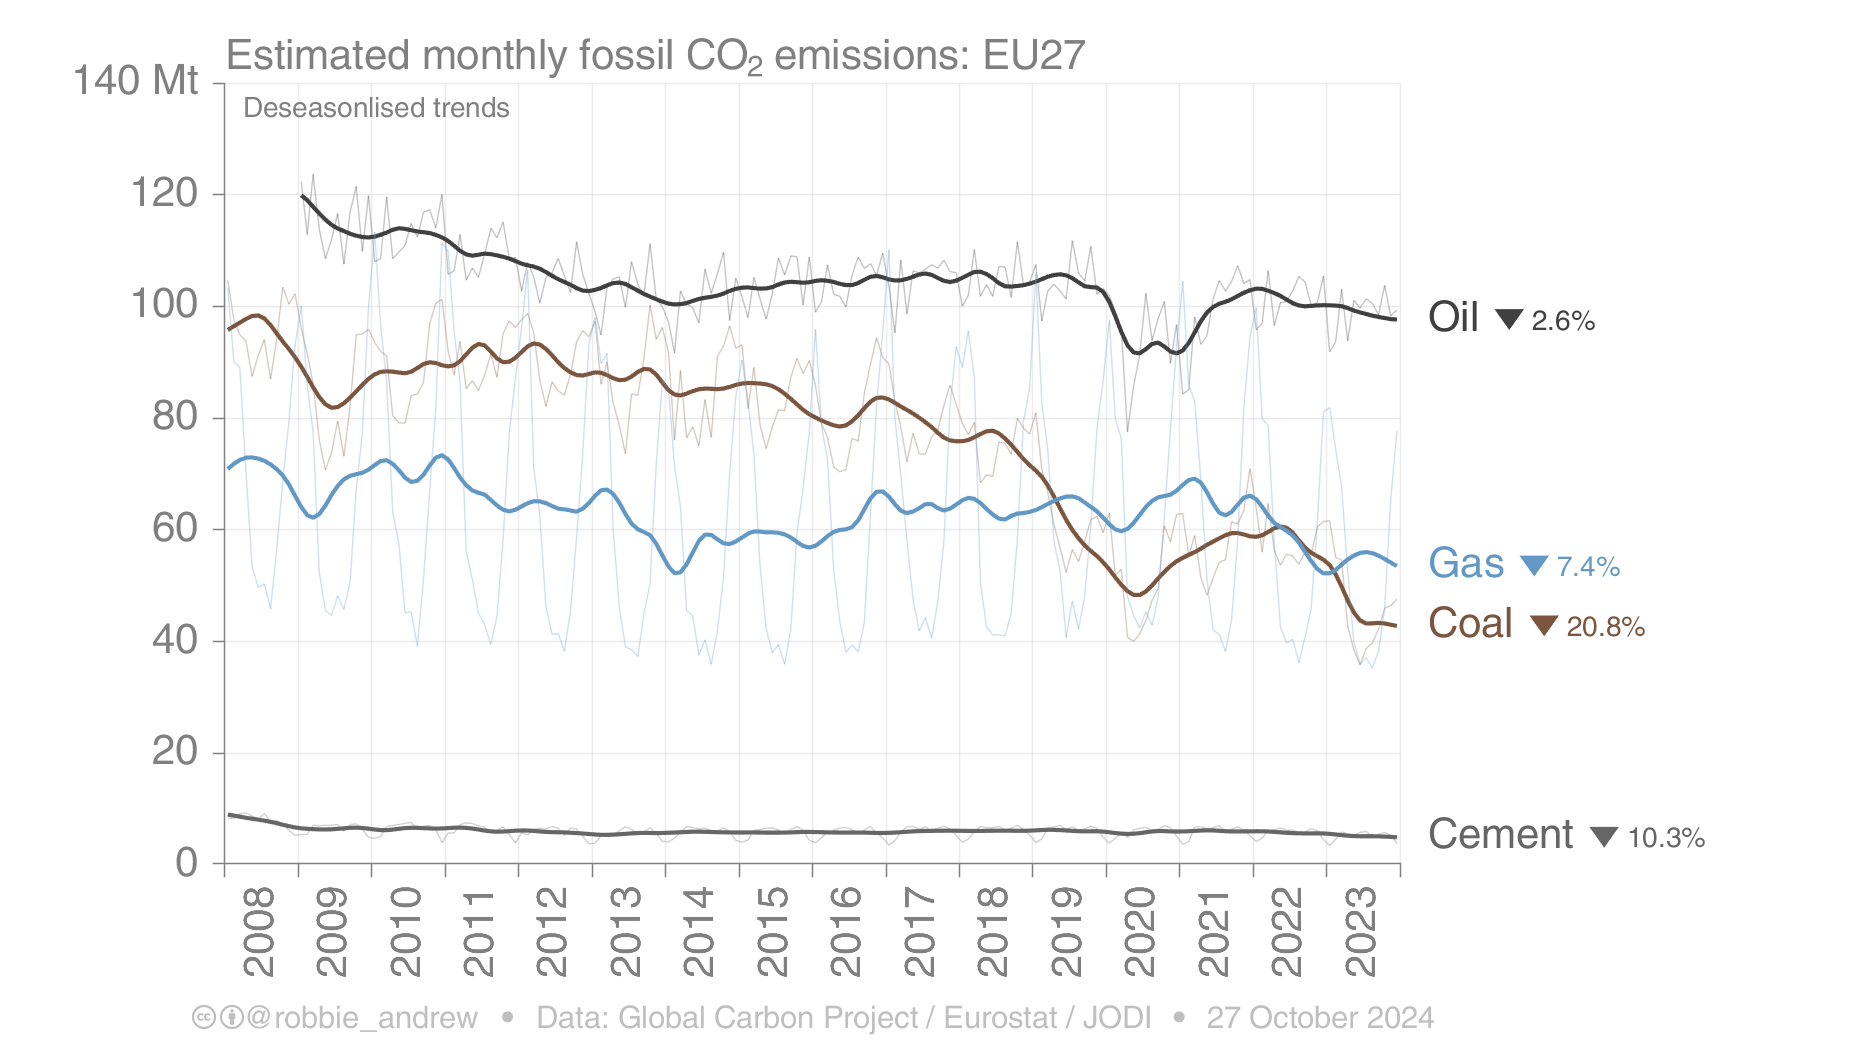 Estimated monthly fossil CO₂ emissions: EU27
140 Mt
Deseasonlised trends
120
100
80
60
40
20
0
Oil ▼ 2.6%
Gas ▼ 7.4%
Coal ▼ 20.8%
Cement ▼ 10.3%
2008
2009
2010
2011
2012
2013
2014
2015
2016
2017
2018
2019
2020
2021
2022
2023
@robbie_andrew • Data: Global Carbon Project / Eurostat / JODI • 27 October 2024